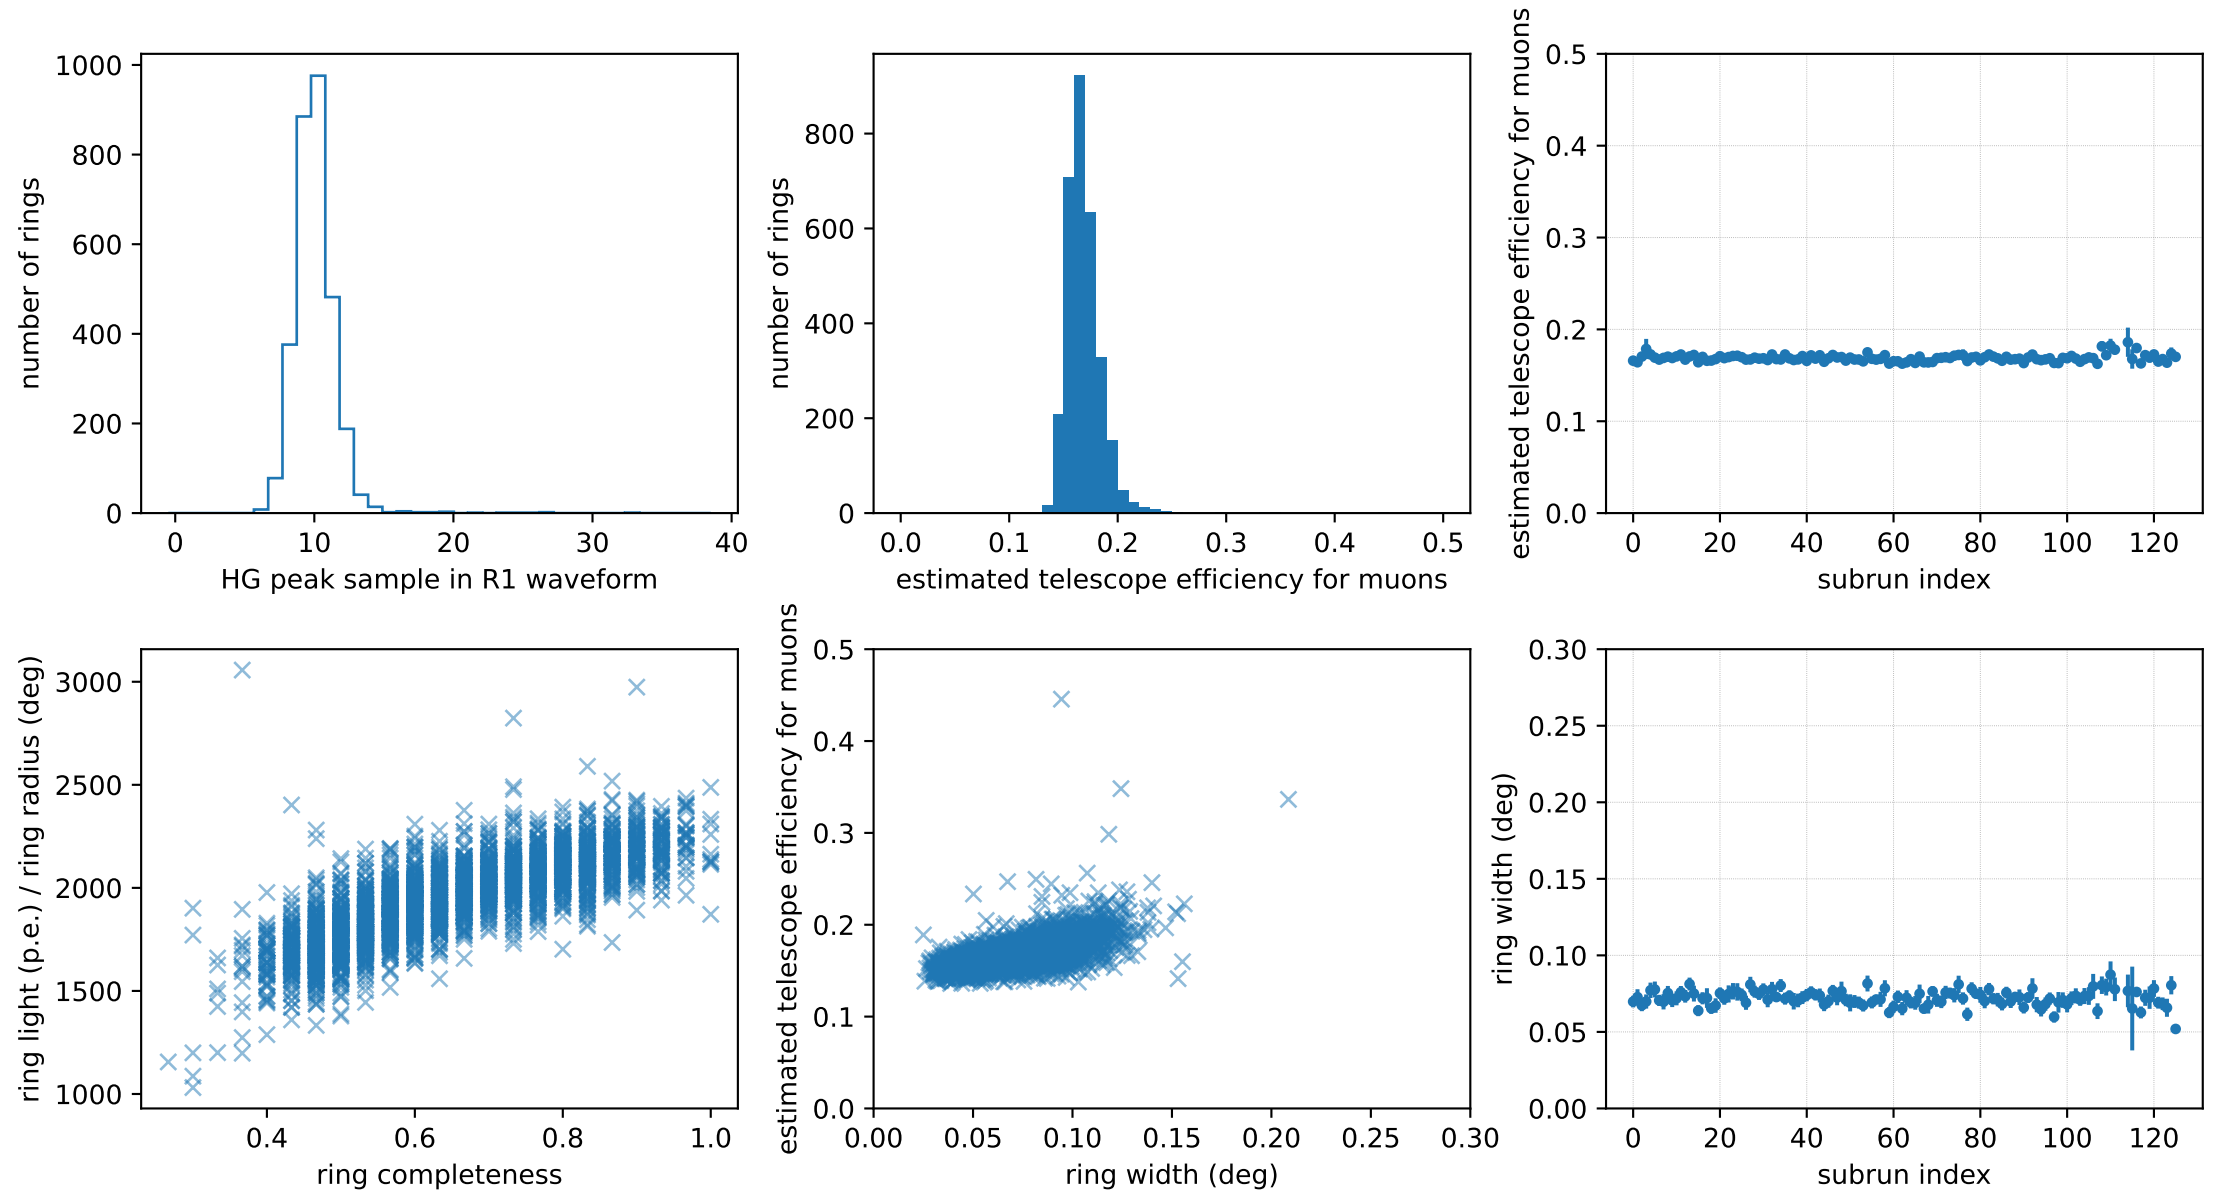 1000
800
600
400
200
0
number of rings
0 10 20 30 40
HG peak sample in R1 waveform
800
600
400
200
0
number of rings
0.0 0.1 0.2 0.3 0.4 0.5
estimated telescope efficiency for muons
0.5
0.4
0.3
0.2
0.1
0.0
estimated telescope efficiency for muons
0 20 40 60 80 100 120
subrun index
3000
2500
2000
1500
1000
ring light (p.e.) / ring radius (deg)
0.4 0.6 0.8 1.0
ring completeness
0.5
0.4
0.3
0.2
0.1
0.0
estimated telescope efficiency for muons
0.00 0.05 0.10 0.15 0.20 0.25 0.30
ring width (deg)
0.30
0.25
0.20
0.15
0.10
0.05
0.00
ring width (deg)
0 20 40 60 80 100 120
subrun index